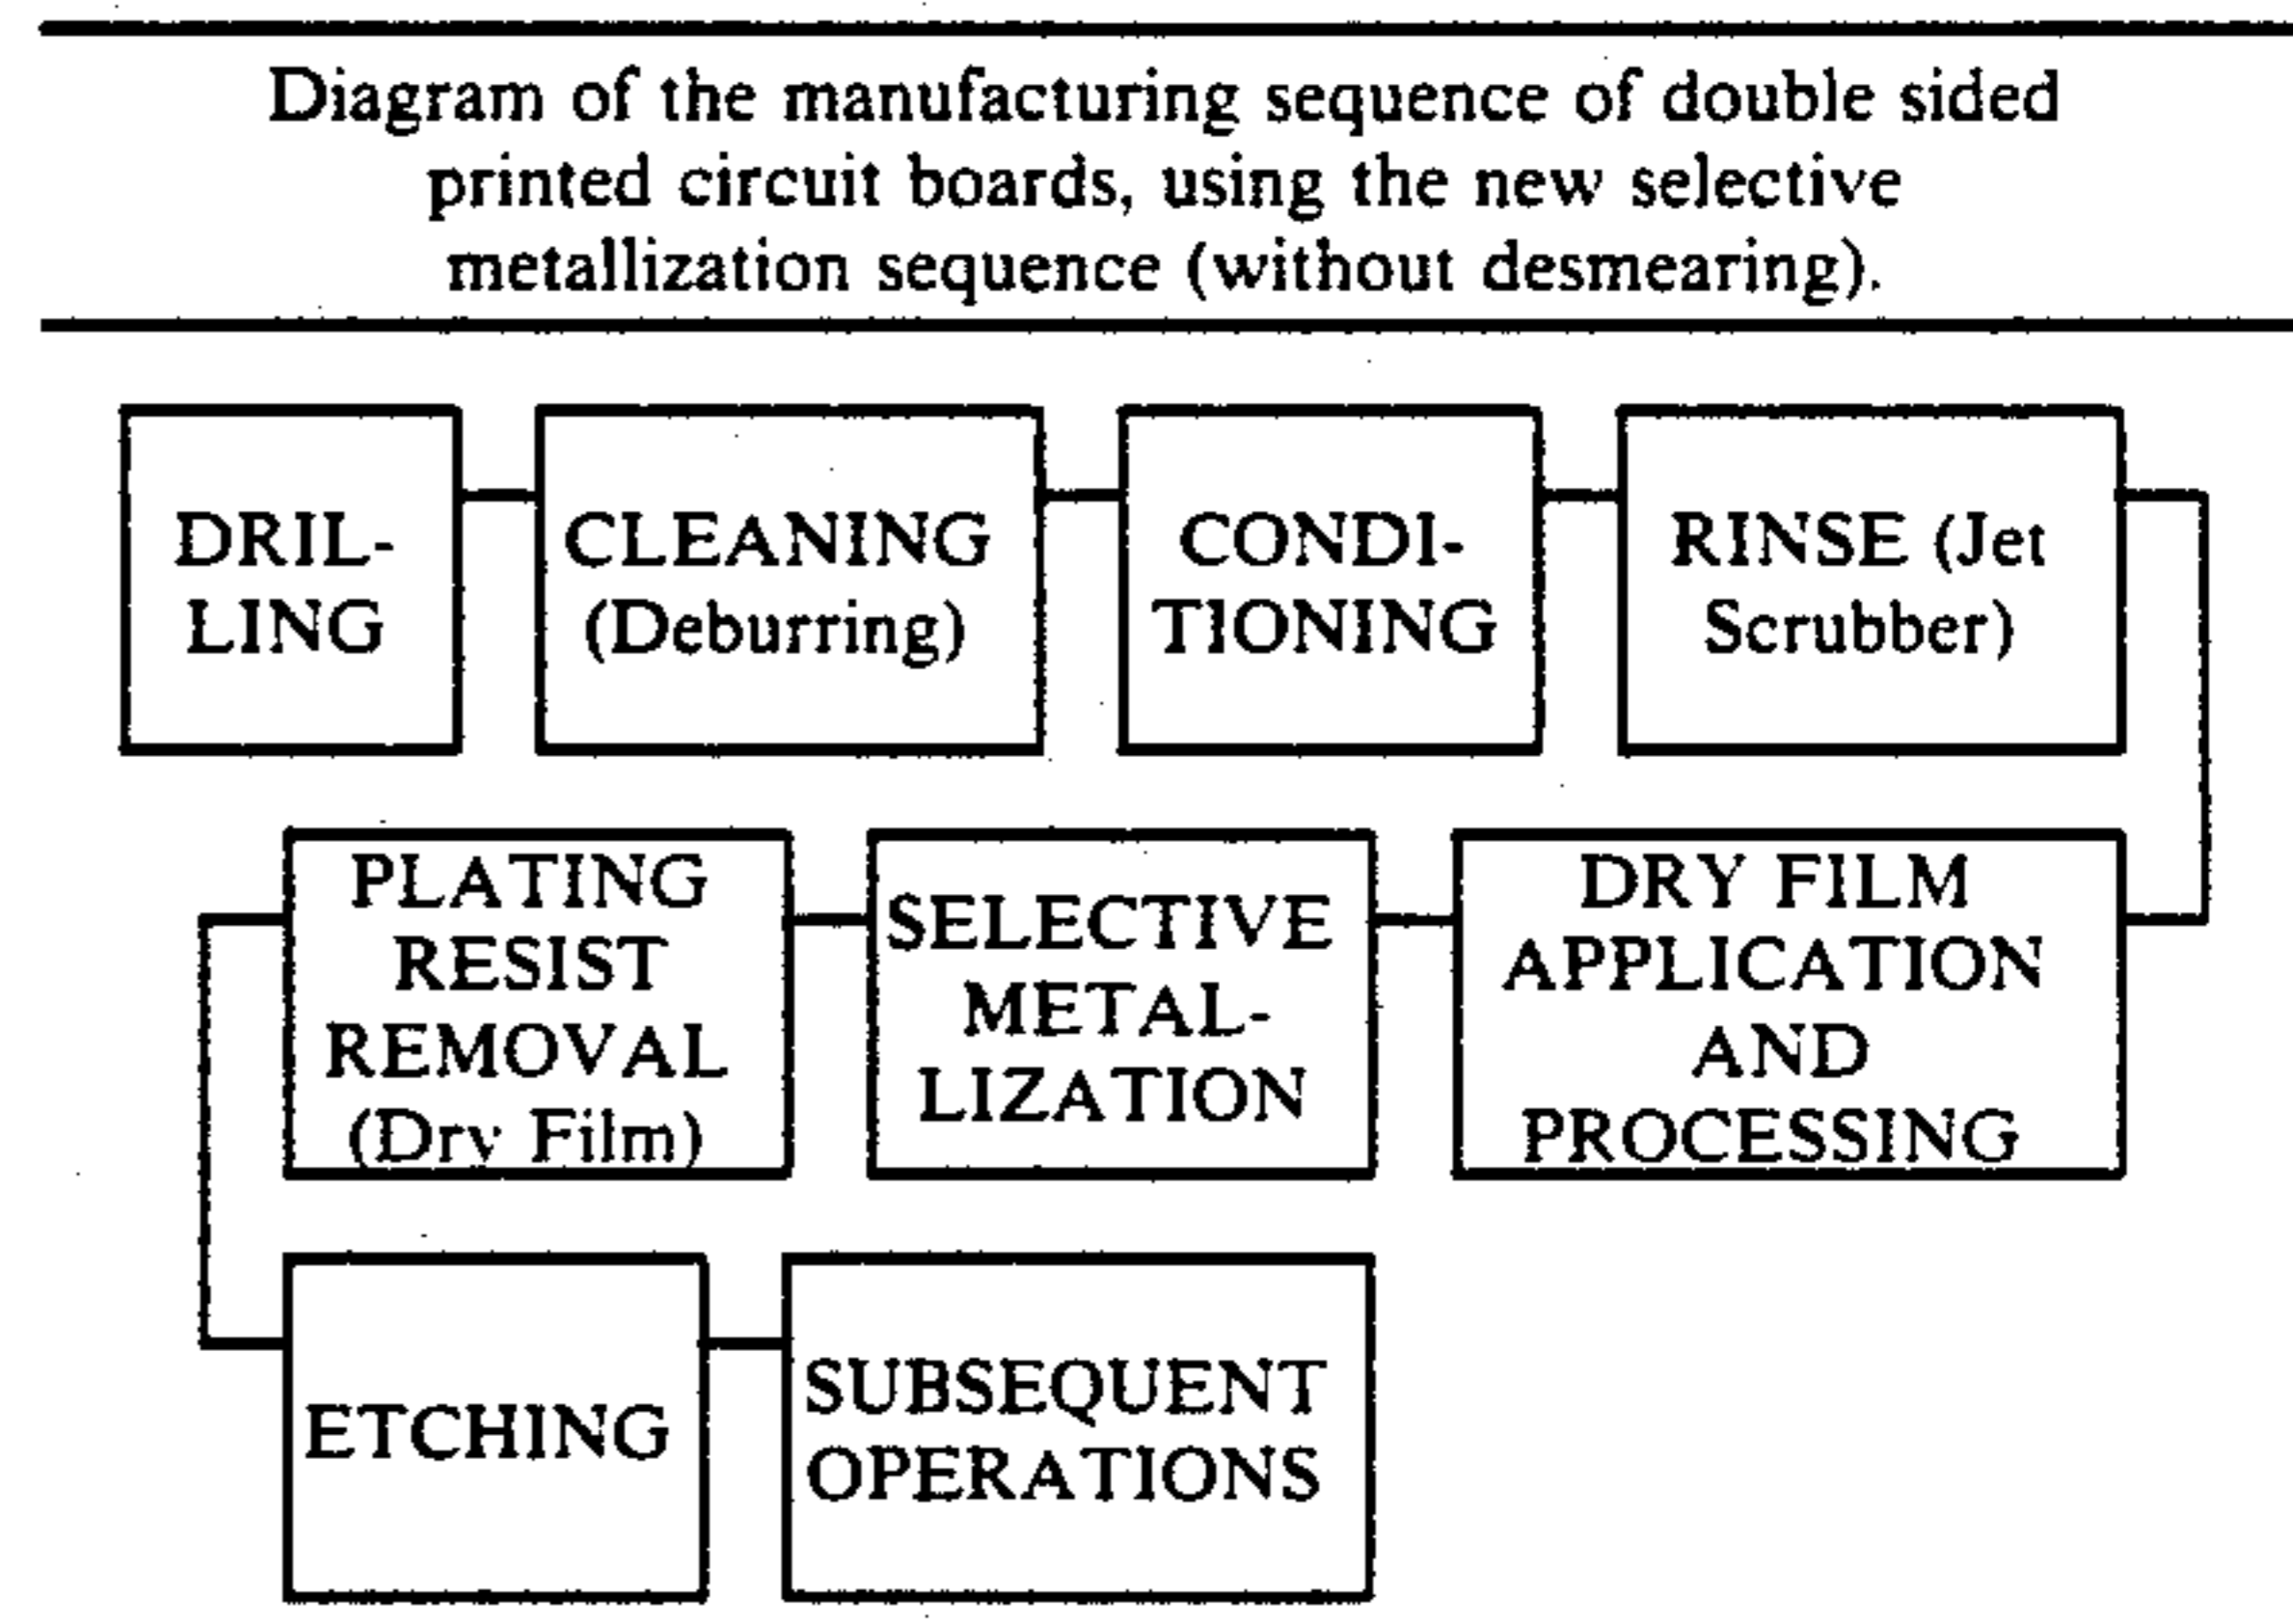 Diagram of the manufacturing sequence of double sided
printed circuit boards, using the new selective
metallization sequence (without desmearing).
DRIL-
LING
CLEANING
(Deburring)
CONDI-
TIONING
RINSE (Jet
Scrubber)
PLATING
RESIST
REMOVAL
(Dry Film)
SELECTIVE
METAL-
LIZATION
DRY FILM
APPLICATION
AND
PROCESSING
ETCHING
SUBSEQUENT
OPERATIONS